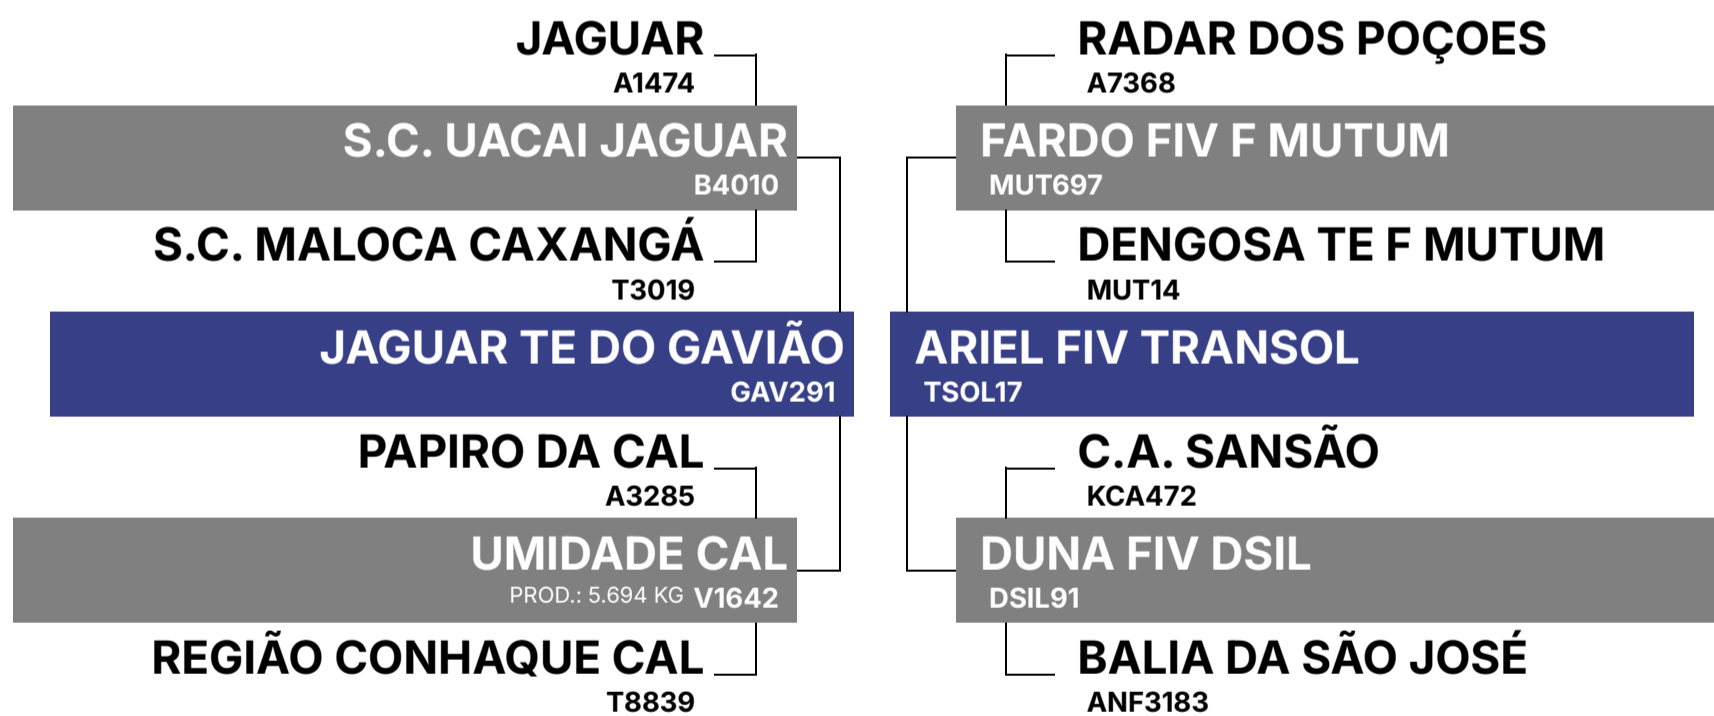 JAGUAR
A1474
S.C. UACAI JAGUAR
B4010
S.C. MALOCA CAXANGÁ
T3019
JAGUAR TE DO GAVIÃO
GAV291
PAPIRO DA CAL
A3285
UMIDADE CAL
PROD.: 5.694 KG V1642
REGIÃO CONHAQUE CAL
T8839
RADAR DOS POÇOES
A7368
FARDO FIV F MUTUM
MUT697
DENGOSA TE F MUTUM
MUT14
ARIEL FIV TRANSOL
TSOL17
C.A. SANSÃO
KCA472
DUNA FIV DSIL
DSIL91
BALIA DA SÃO JOSÉ
ANF3183